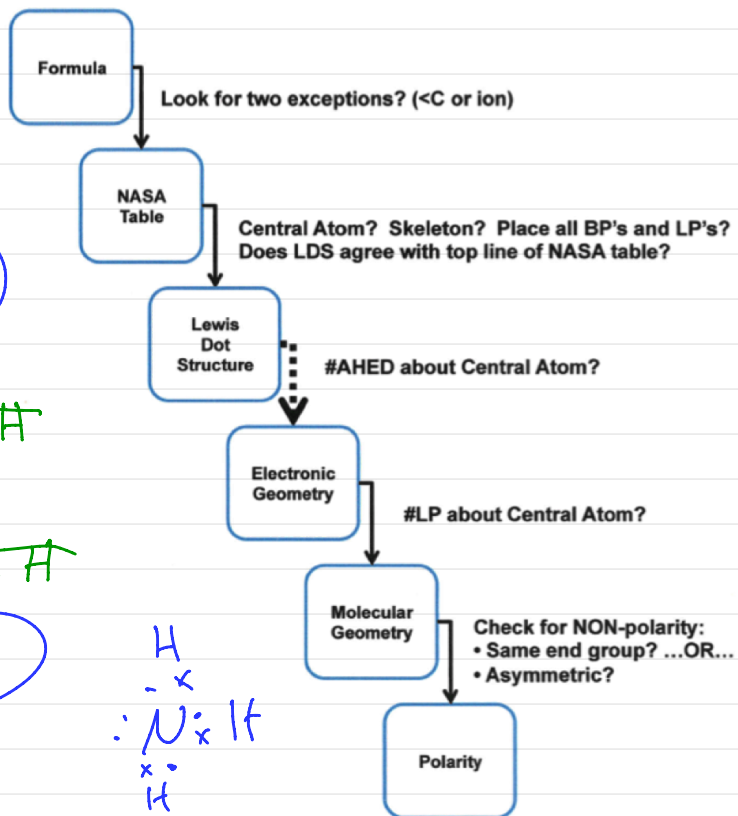 Formula
Look for two exceptions? (<C or ion)
NASA
Table
Central Atom?  Skeleton?  Place all BP's and LP's?
Does LDS agree with top line of NASA table?
Lewis
Dot
Structure
#AHED about Central Atom?
H
Electronic
Geometry
#LP about Central Atom?
H
Molecular
Geometry
Check for NON-polarity:
• Same end group? ...OR...
• Asymmetric?
H
x
: N : x H
x •
H
Polarity